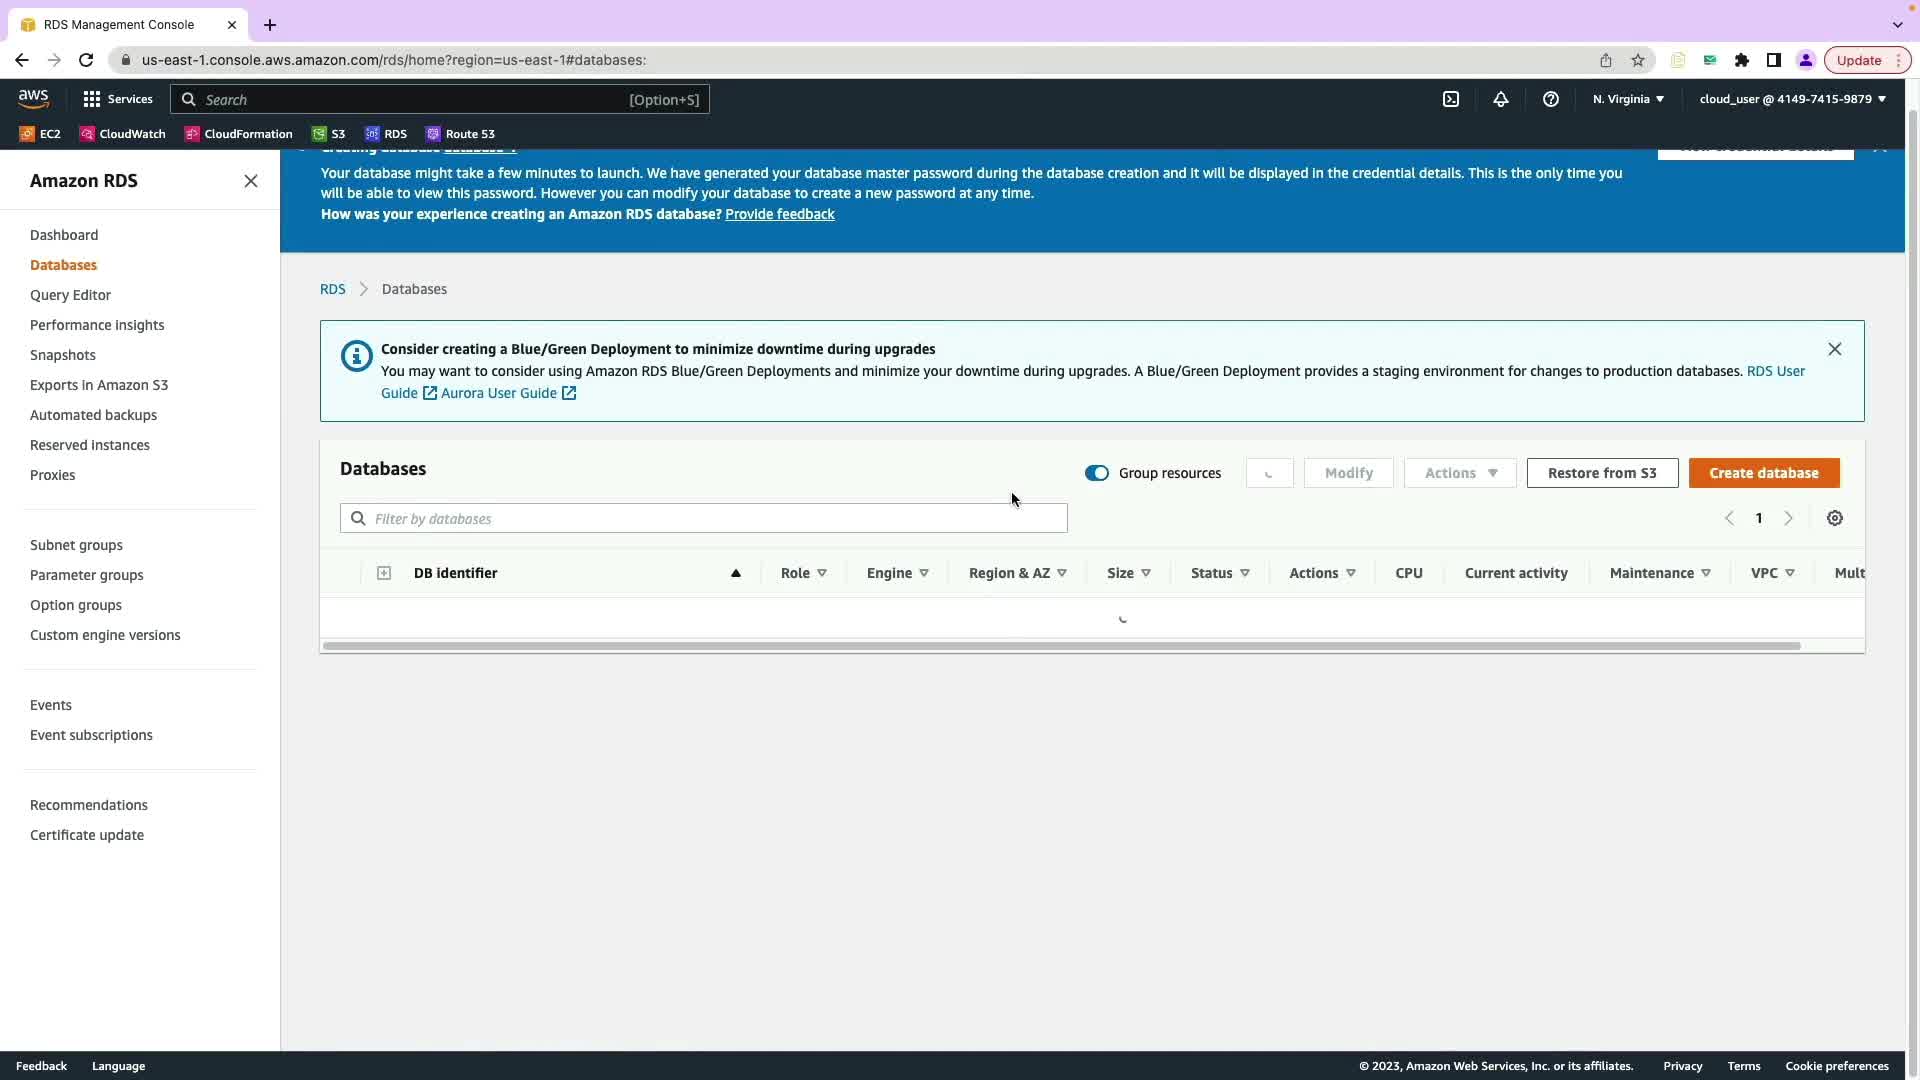 RDS Management Console
us-east-1.console.aws.amazon.com/rds/home?region=us-east-1#databases:
Update
aws
Services
Search
[Option+S]
N. Virginia
cloud_user @ 4149-7415-9879
EC2
CloudWatch
CloudFormation
S3
RDS
Route 53
Amazon RDS
Dashboard
Databases
Query Editor
Performance insights
Snapshots
Exports in Amazon S3
Automated backups
Reserved instances
Proxies
Subnet groups
Parameter groups
Option groups
Custom engine versions
Events
Event subscriptions
Recommendations
Certificate update
Creating database database-1
Your database might take a few minutes to launch. We have generated your database master password during the database creation and it will be displayed in the credential details. This is the only time you
will be able to view this password. However you can modify your database to create a new password at any time.
How was your experience creating an Amazon RDS database? Provide feedback
RDS
Databases
Consider creating a Blue/Green Deployment to minimize downtime during upgrades
You may want to consider using Amazon RDS Blue/Green Deployments and minimize your downtime during upgrades. A Blue/Green Deployment provides a staging environment for changes to production databases. RDS User
Guide Aurora User Guide
Databases
Group resources
Modify
Actions
Restore from S3
Create database
Filter by databases
1
DB identifier
Role
Engine
Region & AZ
Size
Status
Actions
CPU
Current activity
Maintenance
VPC
Mult
Feedback
Language
© 2023, Amazon Web Services, Inc. or its affiliates.
Privacy
Terms
Cookie preferences